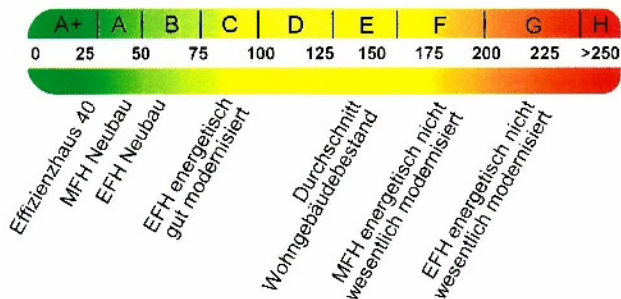 A+ A B C D E F G H
0 25 50 75 100 125 150 175 200 225 >250
Effizienzhaus 40
MFH Neubau
EFH Neubau
EFH energetisch
gut modernisiert
Durchschnitt
Wohngebäudebestand
MFH energetisch nicht
wesentlich modernisiert
EFH energetisch nicht
wesentlich modernisiert